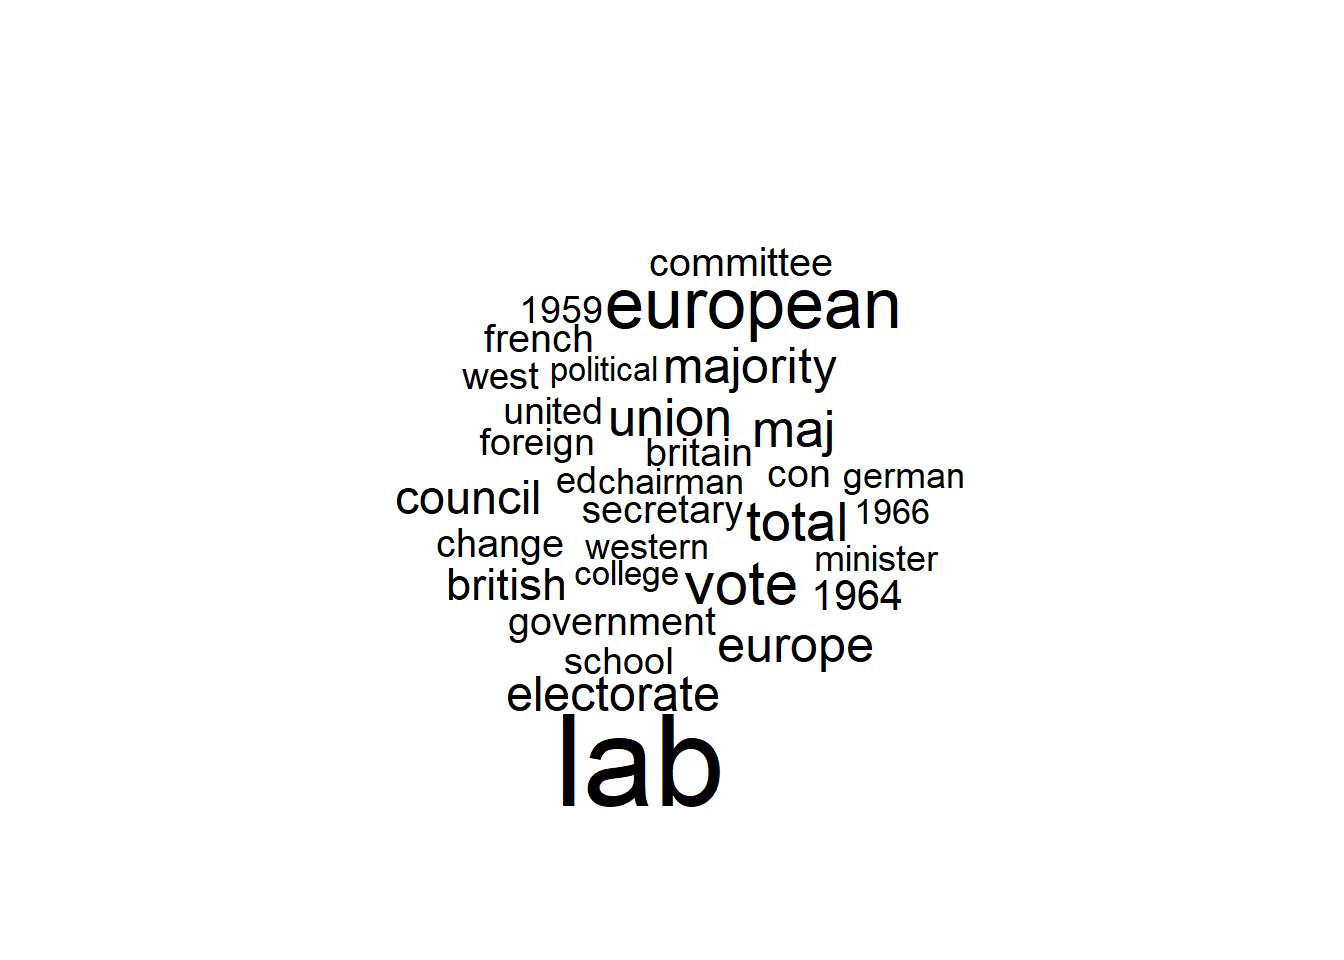 committee
1959 european
french
west political majority
united union maj
foreign britain
council ed chairman con german
secretary total 1966
change western minister
british college vote 1964
government europe
school
electorate
lab